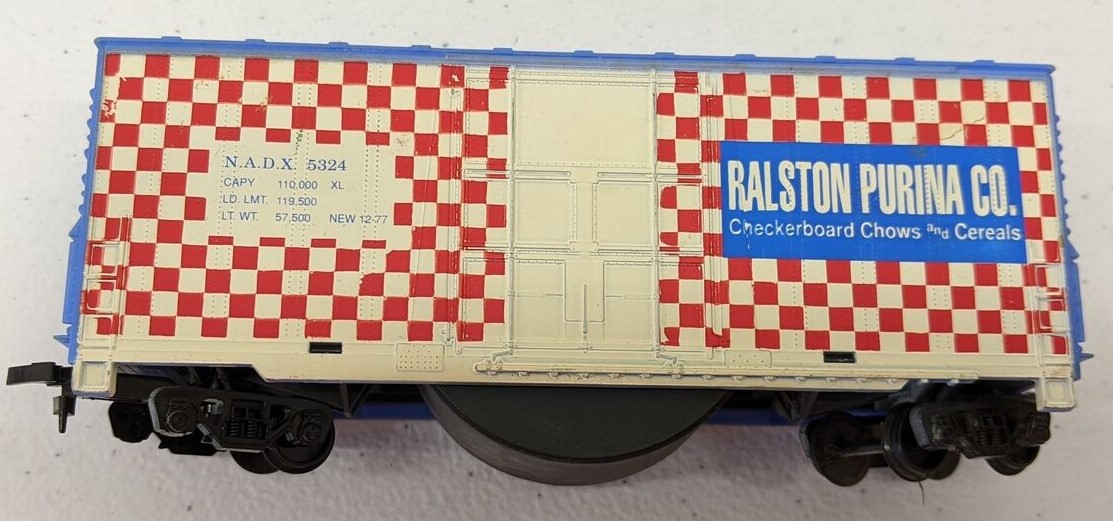 N.A.D.X. 5324
CAPY 110,000 XL
LD. LMT. 119,500
LT. WT. 57,500 NEW 12-77
RALSTON PURINA CO.
Checkerboard Chows and Cereals